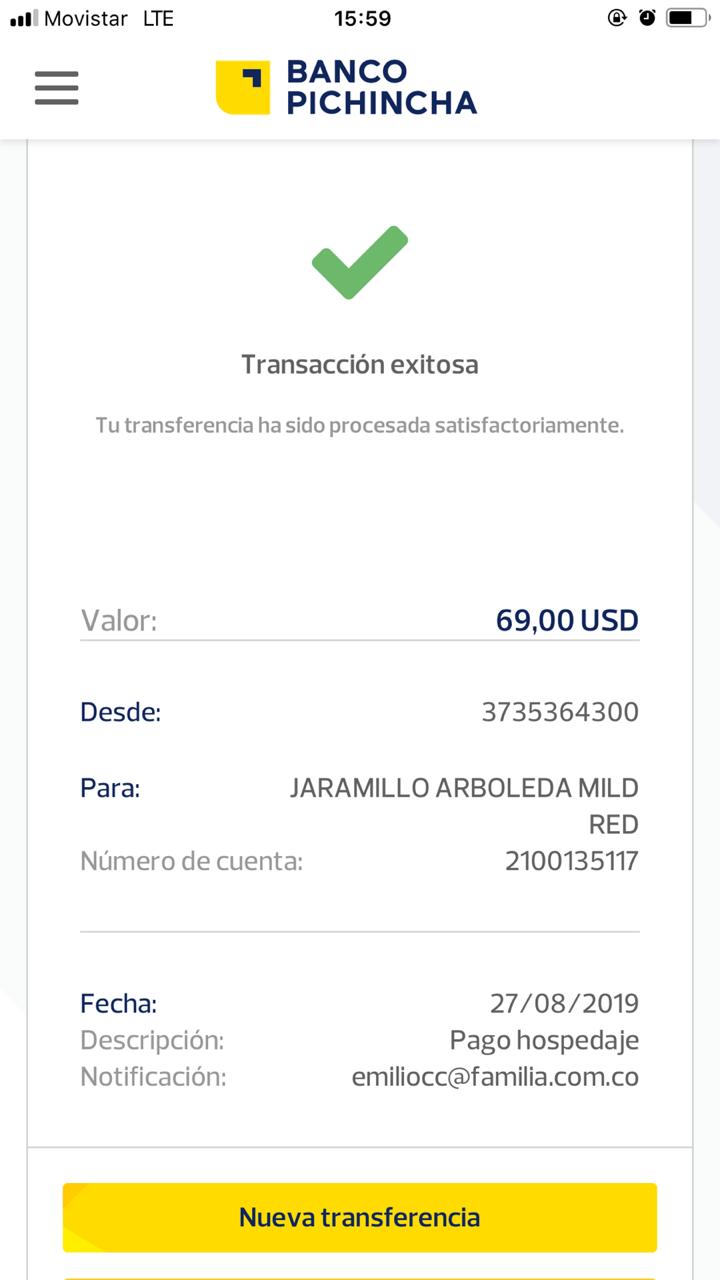 Movistar LTE 15:59
BANCO
PICHINCHA
Transacción exitosa
Tu transferencia ha sido procesada satisfactoriamente.
Valor: 69,00 USD
Desde: 3735364300
Para: JARAMILLO ARBOLEDA MILD
RED
Número de cuenta: 2100135117
Fecha: 27/08/2019
Descripción: Pago hospedaje
Notificación: emiliocc@familia.com.co
Nueva transferencia